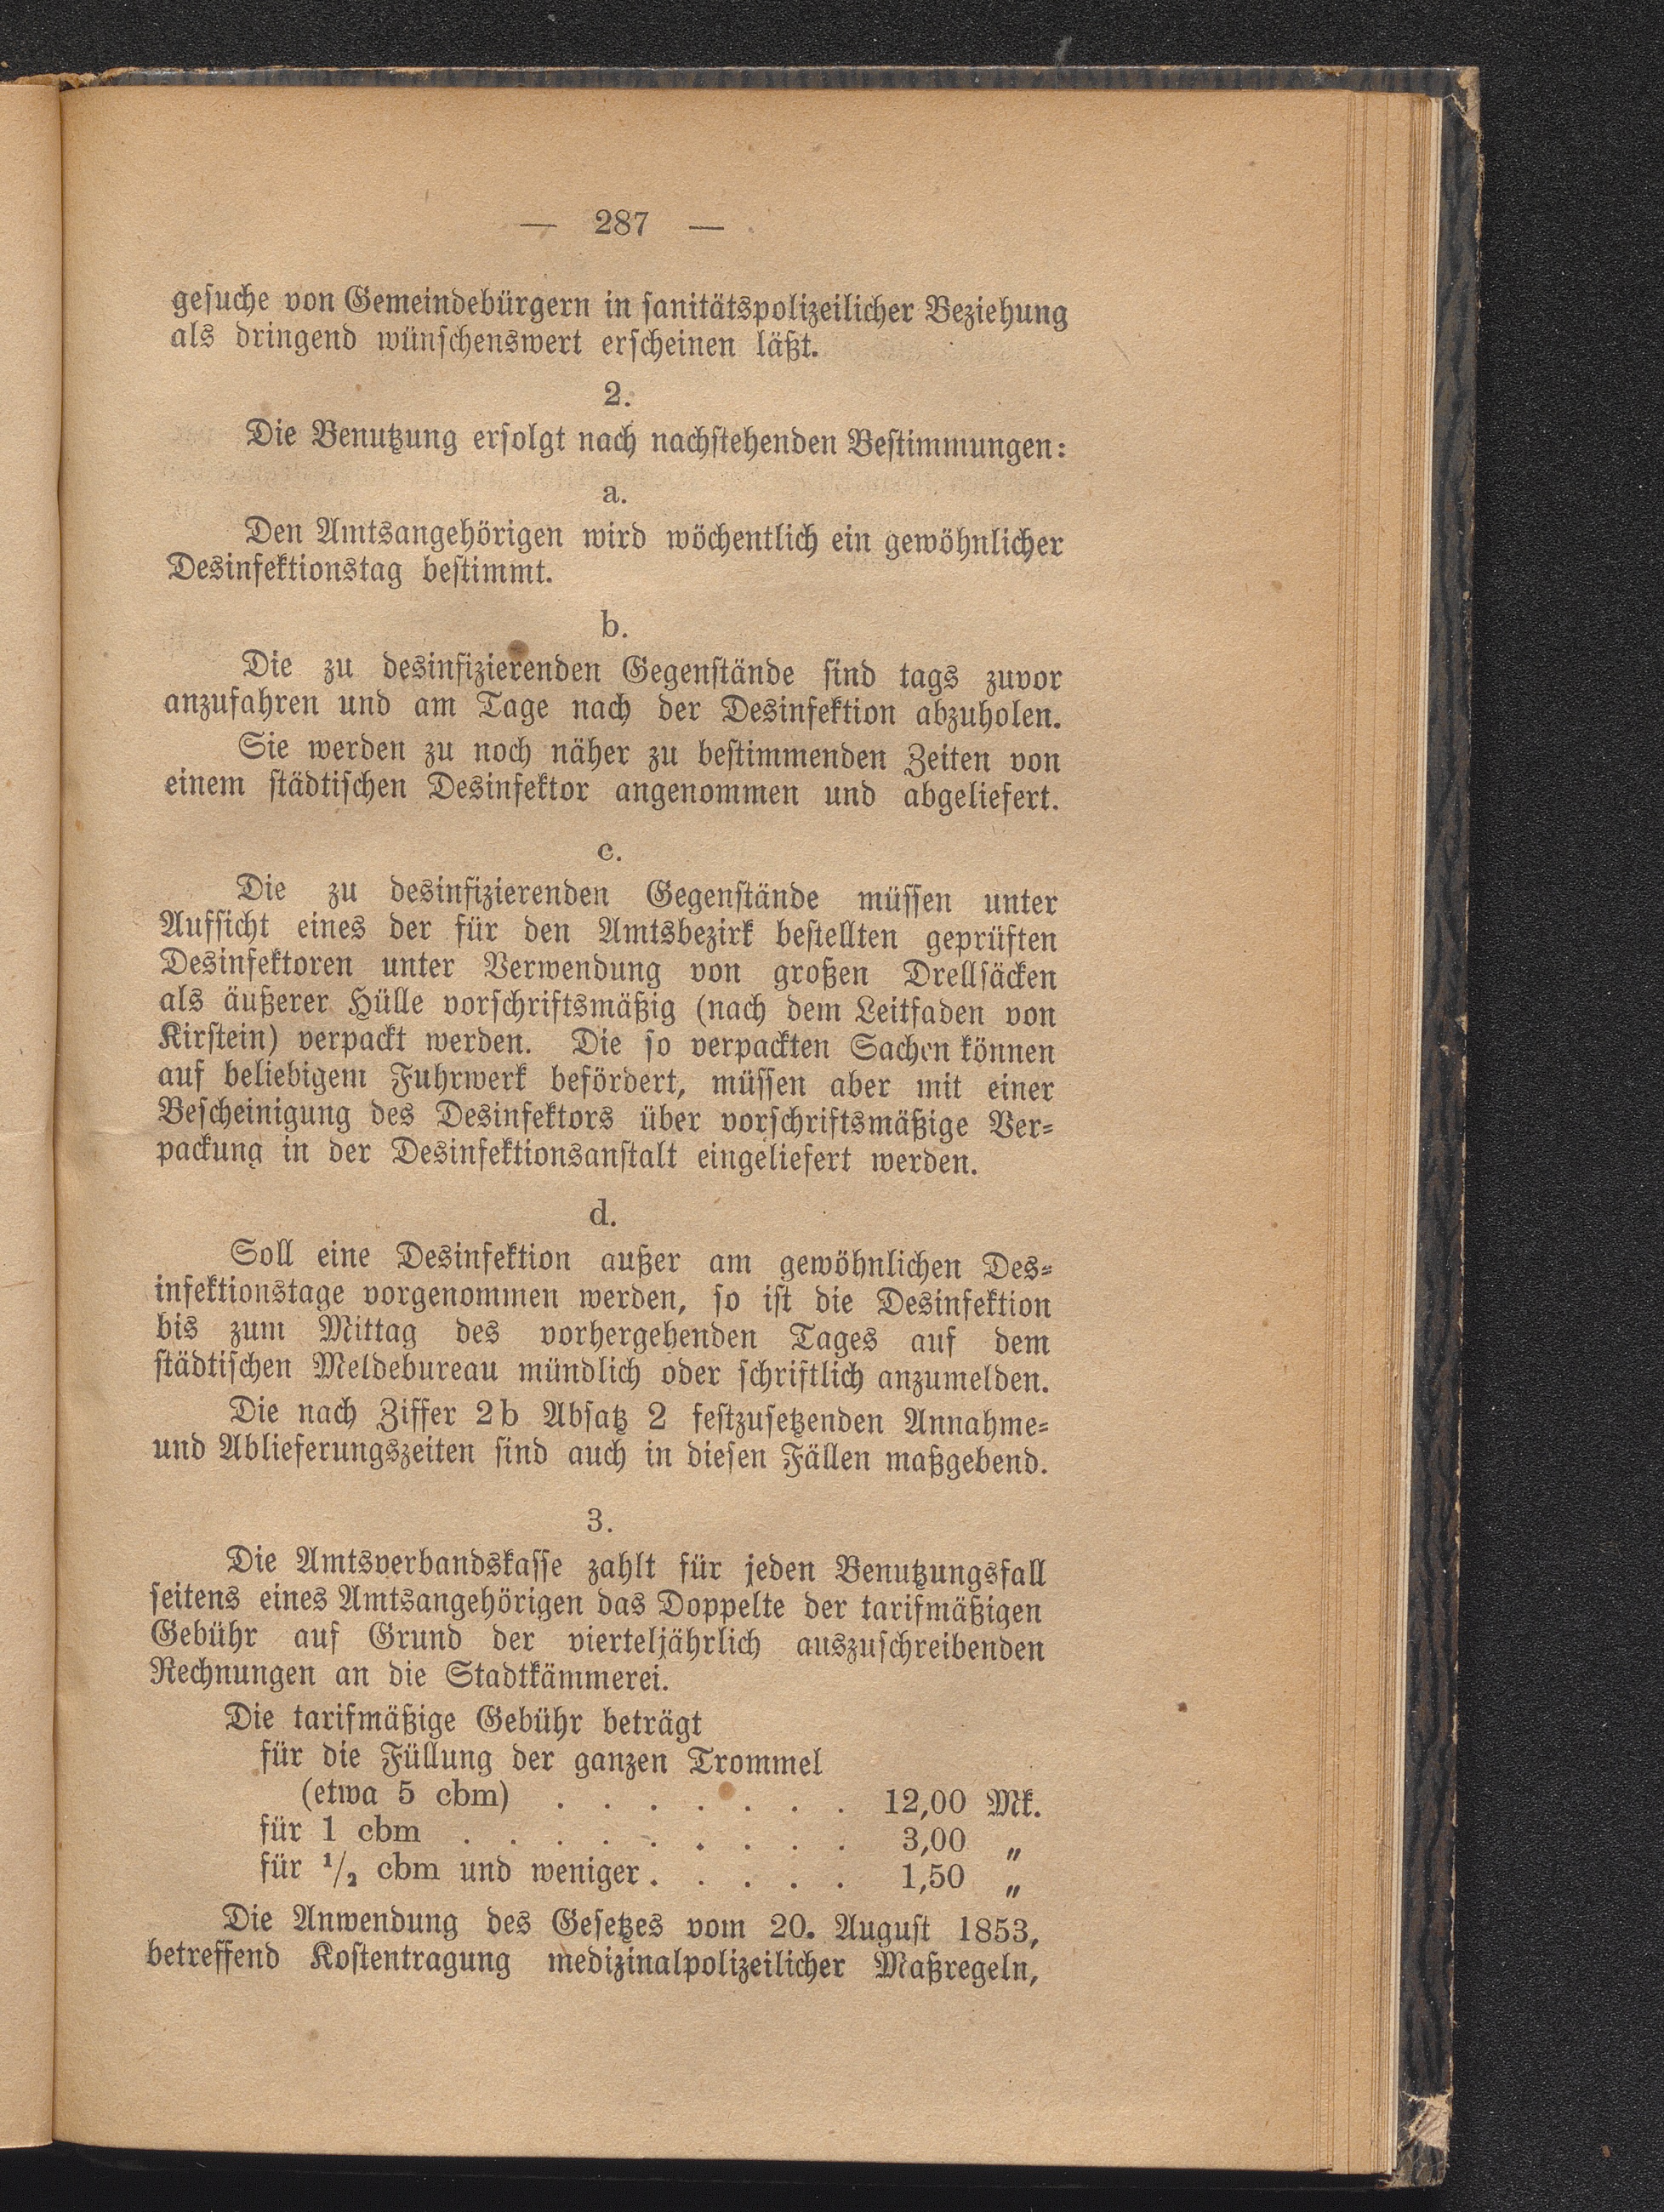 — 287 —
gesuche von Gemeindebürgern in sanitätspolizeilicher Beziehung
als dringend wünschenswert erscheinen läßt.
2.
Die Benutzung erfolgt nach nachstehenden Bestimmungen:
a.
Den Amtsangehörigen wird wöchentlich ein gewöhnlicher
Desinfektionstag bestimmt.
b.
Die zu desinfizierenden Gegenstände sind tags zuvor
anzufahren und am Tage nach der Desinfektion abzuholen.
Sie werden zu noch näher zu bestimmenden Zeiten von
einem städtischen Desinfektor angenommen und abgeliefert.
c.
Die zu desinfizierenden Gegenstände müssen unter
Aufsicht eines der für den Amtsbezirk bestellten geprüften
Desinfektoren unter Verwendung von großen Drellsäcken
als äußerer Hülle vorschriftsmäßig (nach dem Leitfaden von
Kirstein) verpackt werden. Die so verpackten Sachen können
auf beliebigem Fuhrwerk befördert, müssen aber mit einer
Bescheinigung des Desinfektors über vorschriftsmäßige Ver-
packung in der Desinfektionsanstalt eingeliefert werden.
d.
Soll eine Desinfektion außer am gewöhnlichen Des-
infektionstage vorgenommen werden, so ist die Desinfektion
bis zum Mittag des vorhergehenden Tages auf dem
städtischen Meldebureau mündlich oder schriftlich anzumelden.
Die nach Ziffer 2b Absatz 2 festzusetzenden Annahme-
und Ablieferungszeiten sind auch in diesen Fällen maßgebend.
3.
Die Amtsverbandskasse zahlt für jeden Benutzungsfall
seitens eines Amtsangehörigen das Doppelte der tarifmäßigen
Gebühr auf Grund der vierteljährlich auszuschreibenden
Rechnungen an die Stadtkämmerei.
Die tarifmäßige Gebühr beträgt
für die Füllung der ganzen Trommel
(etwa 5 cbm) . . . . . . . 12,00 Mk.
für 1 cbm . . . . . . . . . 3,00 „
für 1/2 cbm und weniger . . . . . 1,50 „
Die Anwendung des Gesetzes vom 20. August 1853,
betreffend Kostentragung medizinalpolizeilicher Maßregeln,